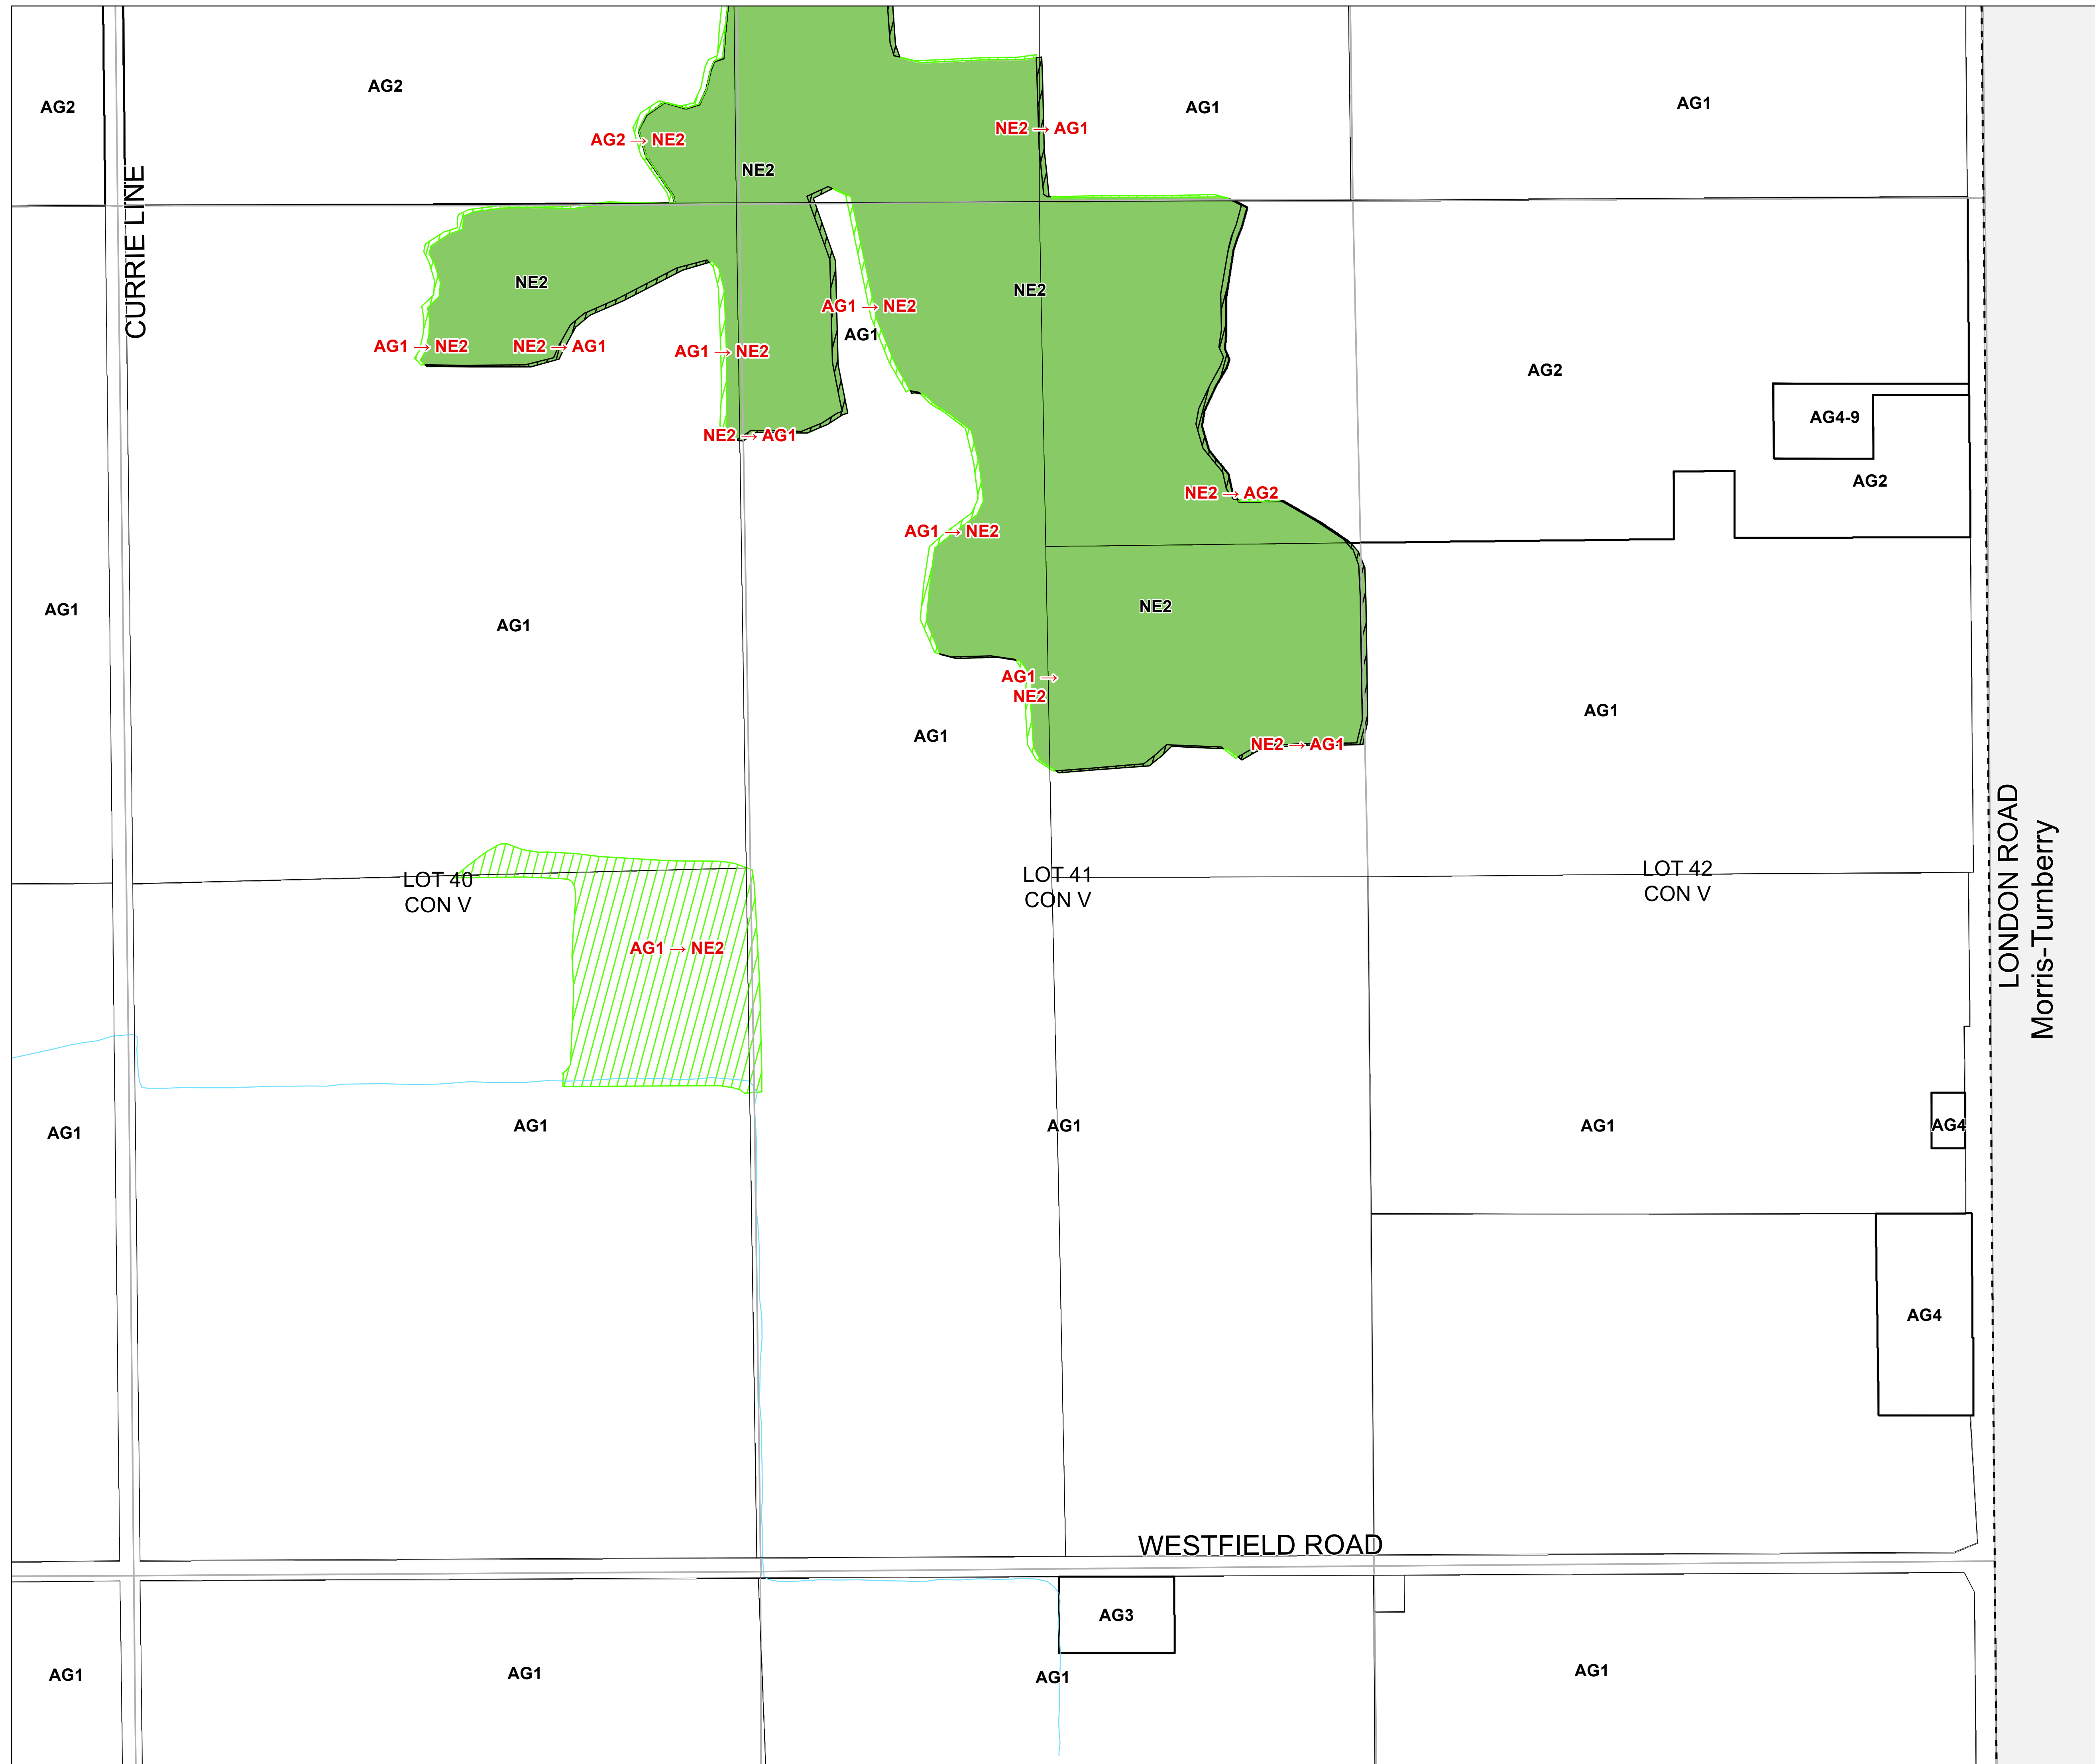 AG2
AG2
AG1
AG1
NE2 → AG1
AG2 → NE2
NE2
CURRIE LINE
NE2
NE2
AG1 → NE2
AG1
AG1 → NE2
NE2 → AG1
AG1 → NE2
AG2
AG4-9
NE2 → AG1
AG2
NE2 → AG2
AG1 → NE2
AG1
AG1
NE2
AG1 →
NE2
AG1
AG1
NE2 → AG1
LOT 40
CON V
LOT 41
CON V
LOT 42
CON V
LONDON ROAD
Morris-Turnberry
AG1 → NE2
AG1
AG1
AG1
AG1
AG4
AG4
WESTFIELD ROAD
AG3
AG1
AG1
AG1
AG1